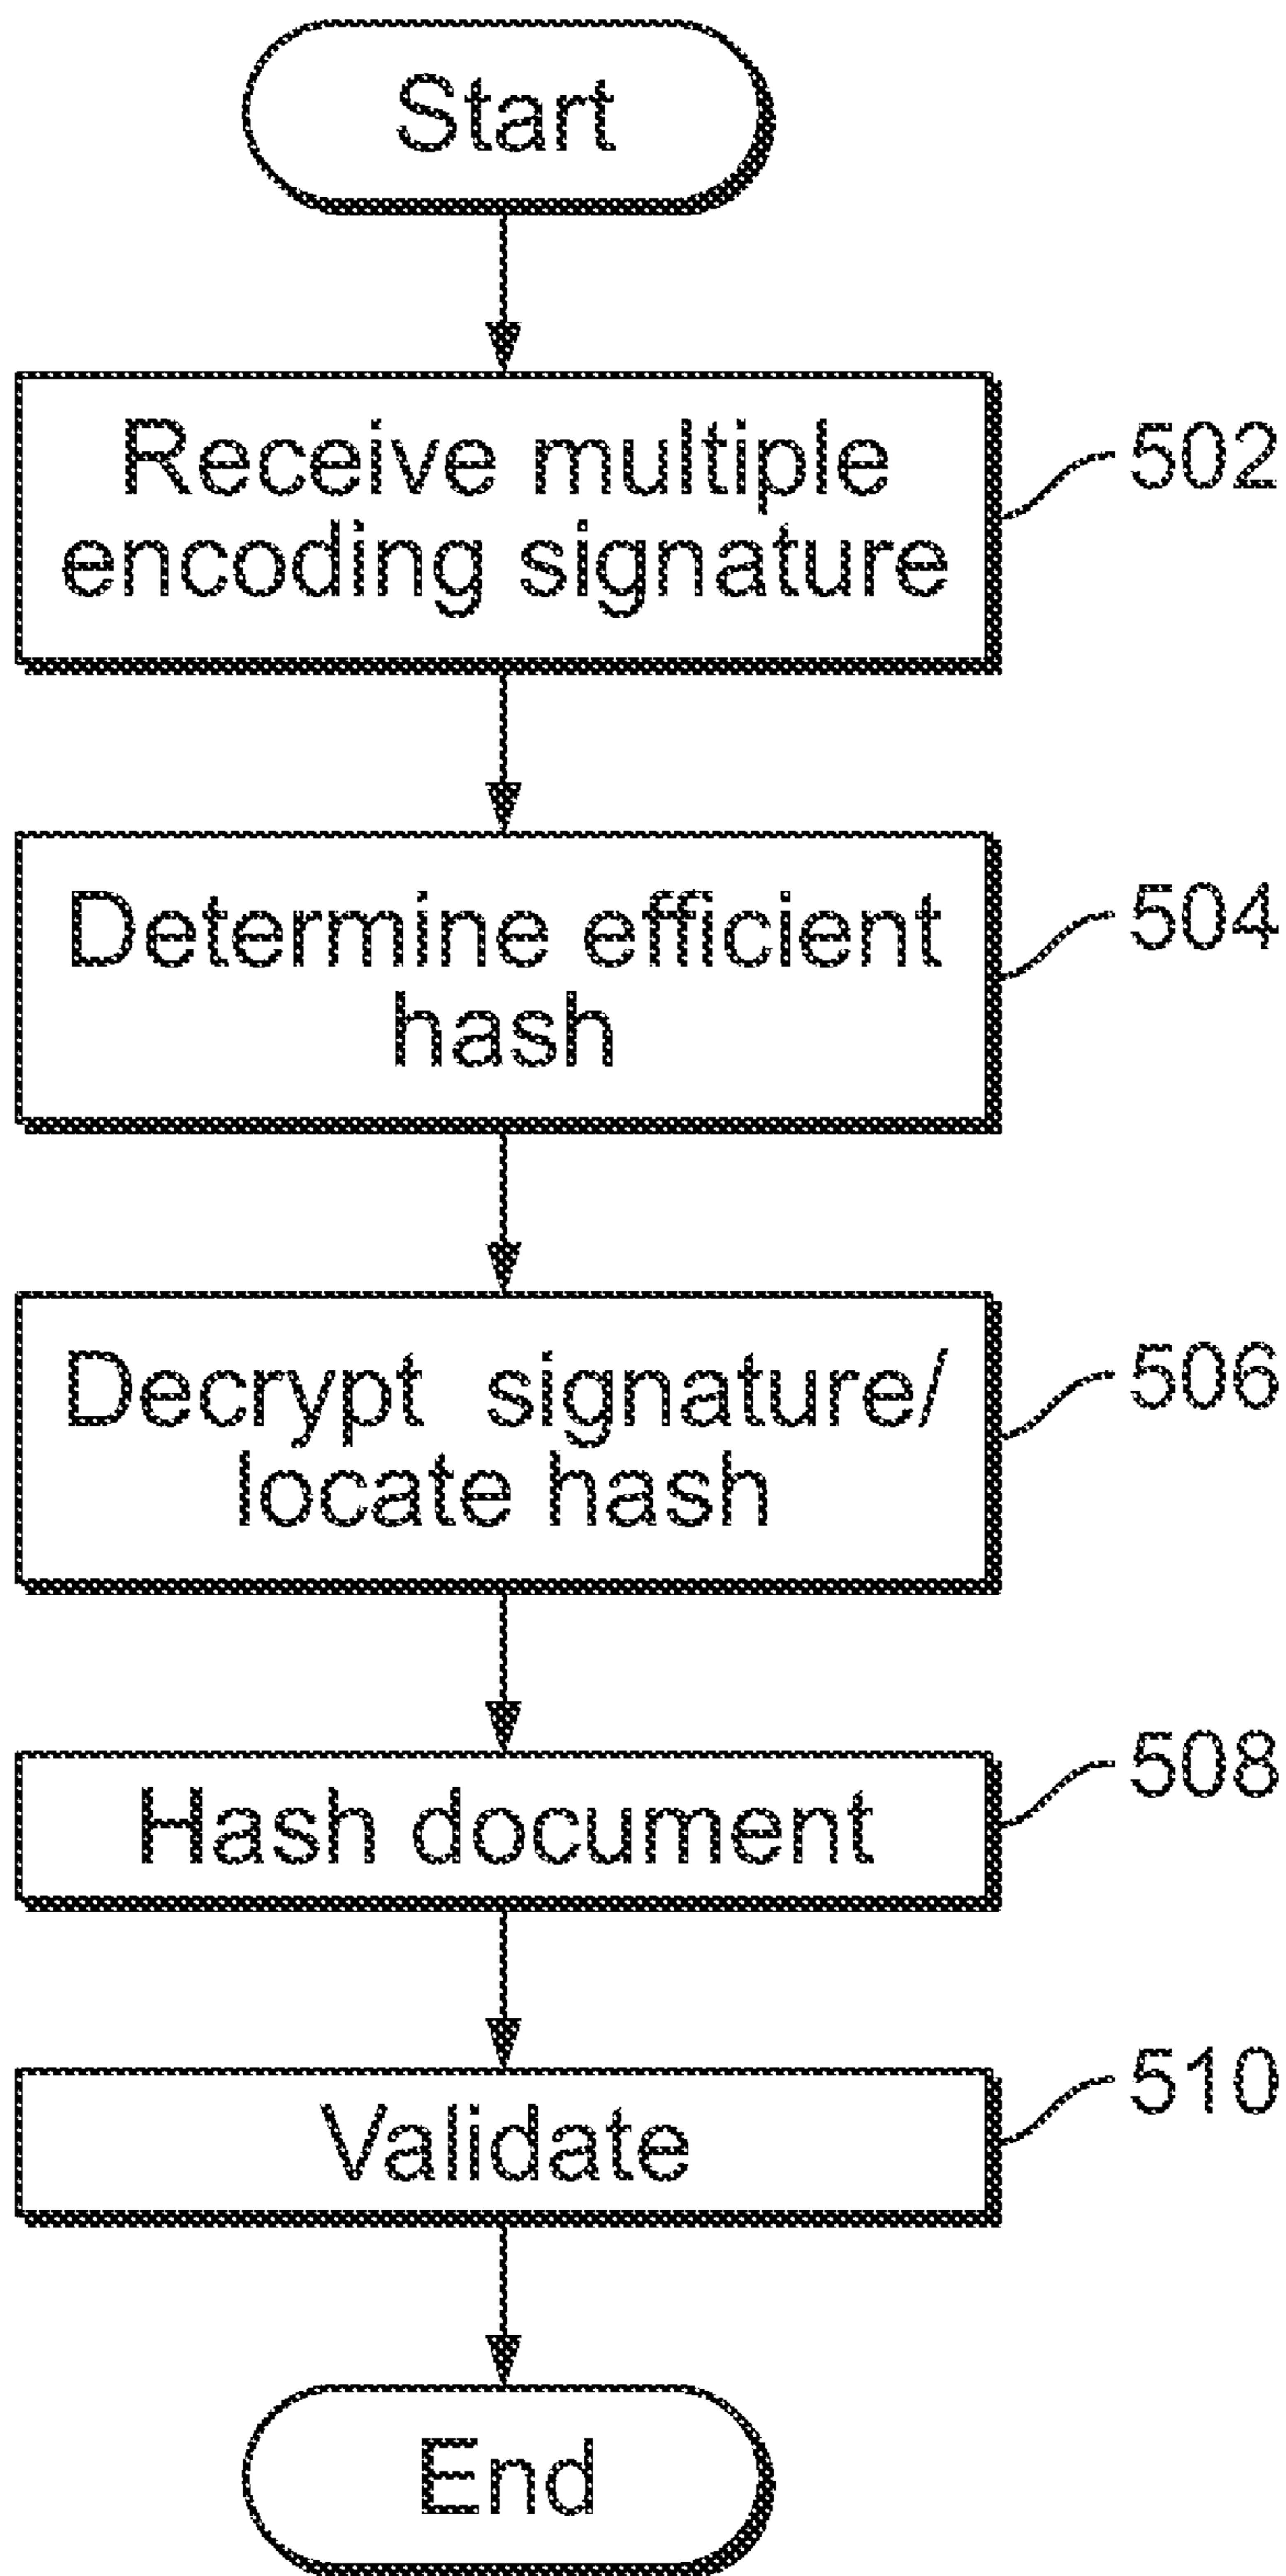 Start
Receive multiple
encoding signature
502
Determine efficient
hash
504
Decrypt signature/
locate hash
506
Hash document
508
Validate
510
End